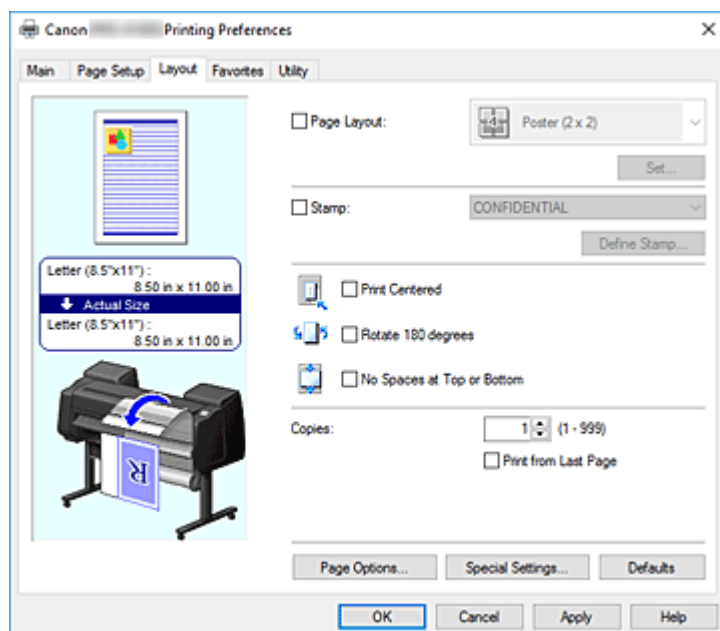 Canon Printing Preferences
Main Page Setup Layout Favorites Utility
Page Layout: Poster (2 x 2)
Set...
Stamp: CONFIDENTIAL
Define Stamp...
Letter (8.5"x11") :
8.50 in x 11.00 in
Actual Size
Letter (8.5"x11") :
8.50 in x 11.00 in
R
Print Centered
Rotate 180 degrees
No Spaces at Top or Bottom
Copies: 1 (1 - 999)
Print from Last Page
Page Options... Special Settings... Defaults
OK Cancel Apply Help